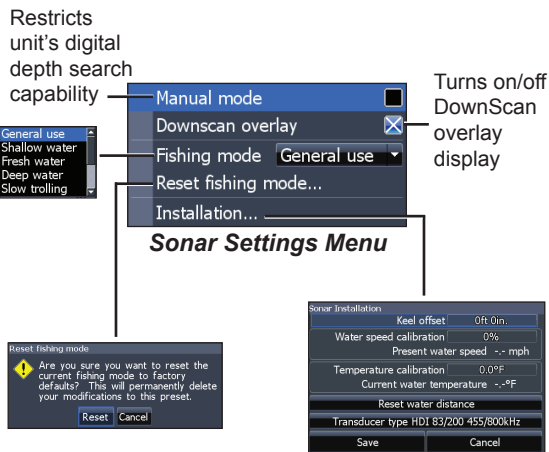 Restricts
unit's digital
depth search
capability
Manual mode
Downscan overlay
Fishing mode General use
Reset fishing mode...
Installation...
Turns on/off
DownScan
overlay
display
General use
Shallow water
Fresh water
Deep water
Slow trolling
Sonar Settings Menu
Reset fishing mode
Are you sure you want to reset the
current fishing mode to factory
defaults? This will permanently delete
your modifications to this preset.
Reset Cancel
Sonar Installation
Keel offset 0ft 0in.
Water speed calibration 0%
Present water speed -.- mph
Temperature calibration 0.0°F
Current water temperature -.-°F
Reset water distance
Transducer type HDI 83/200 455/800kHz
Save Cancel